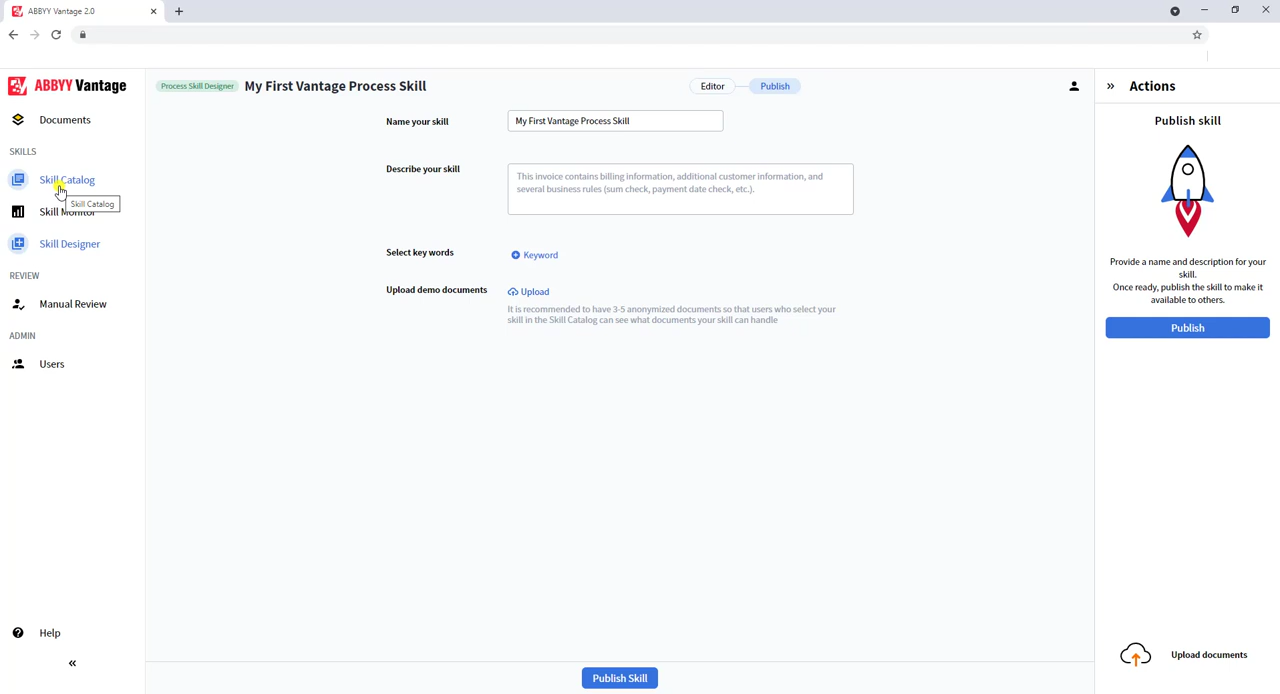 ABBYY Vantage 2.0
ABBYY Vantage
Documents
SKILLS
Skill Catalog
Skill Catalog
Skill Monitor
Skill Designer
REVIEW
Manual Review
ADMIN
Users
Help
Process Skill Designer
My First Vantage Process Skill
Editor
Publish
Name your skill
My First Vantage Process Skill
Describe your skill
This invoice contains billing information, additional customer information, and
several business rules (sum check, payment date check, etc.).
Select key words
Keyword
Upload demo documents
Upload
It is recommended to have 3-5 anonymized documents so that users who select your
skill in the Skill Catalog can see what documents your skill can handle
Publish Skill
Actions
Publish skill
Provide a name and description for your
skill.
Once ready, publish the skill to make it
available to others.
Publish
Upload documents